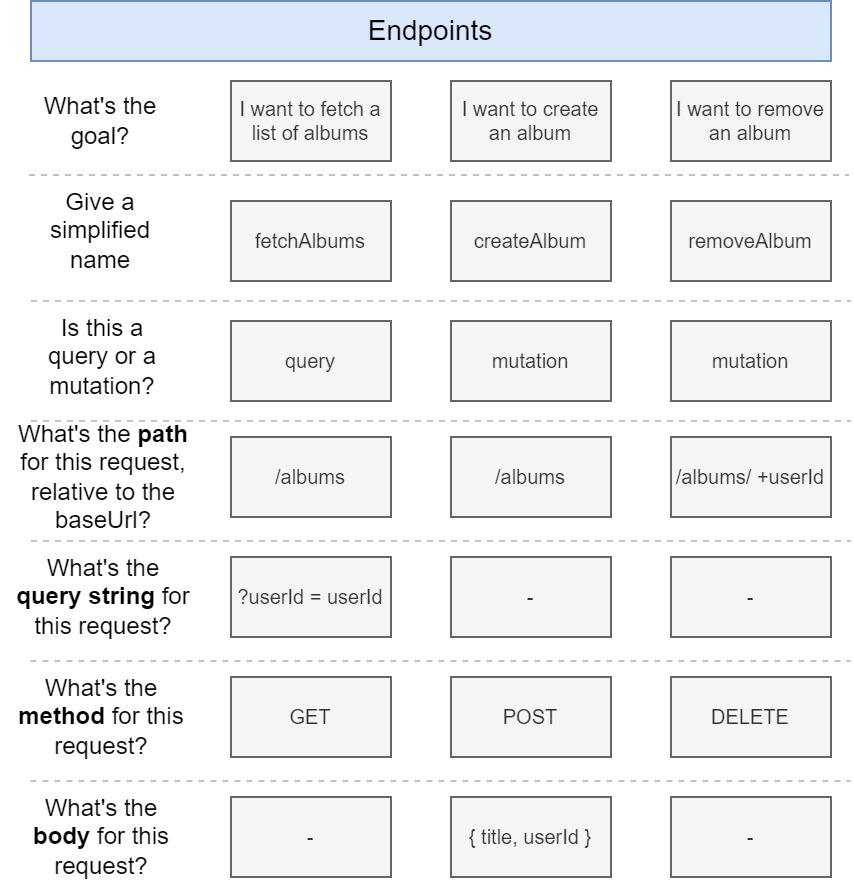 Endpoints
What's the
goal?
I want to fetch a
list of albums
I want to create
an album
I want to remove
an album
Give a
simplified
name
fetchAlbums
createAlbum
removeAlbum
Is this a
query or a
mutation?
query
mutation
mutation
What's the path
for this request,
relative to the
baseUrl?
/albums
/albums
/albums/ +userId
What's the
query string for
this request?
?userId = userId
-
-
What's the
method for this
request?
GET
POST
DELETE
What's the
body for this
request?
-
{ title, userId }
-